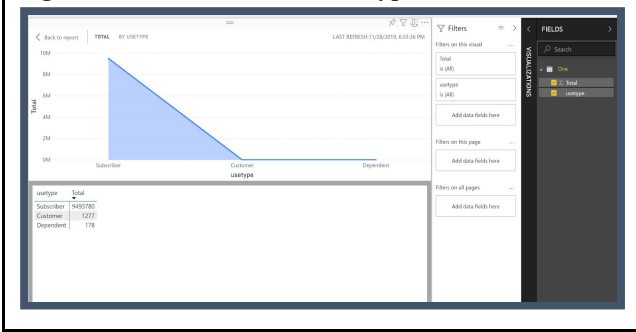 Back to report TOTAL BY USETYPE LAST REFRESH:11/28/2019, 6:33:36 PM
10M
8M
6M
4M
2M
0M
Total
Subscriber Customer Dependent
usetype
usetype Total
Subscriber 9493780
Customer 1277
Dependent 178
Filters
Filters on this visual ...
Total
is (All)
usetype
is (All)
Add data fields here
Filters on this page ...
Add data fields here
Filters on all pages ...
Add data fields here
VISUALIZATIONS
FIELDS
Search
One
Σ Total
usetype